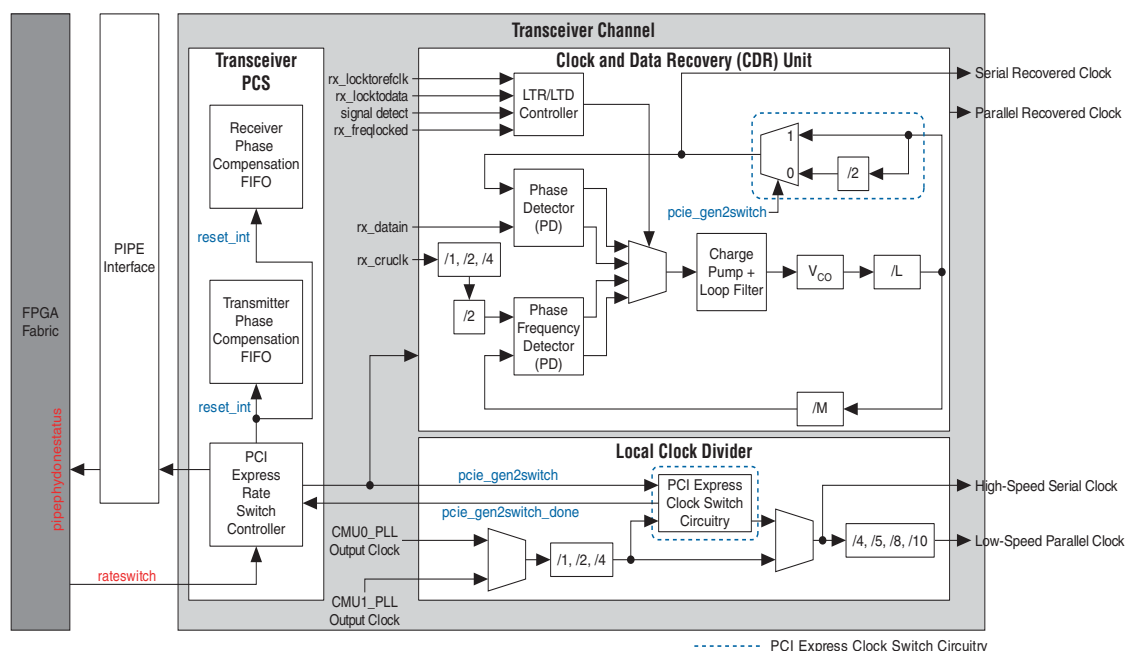 Transceiver Channel
Transceiver
PCS
Clock and Data Recovery (CDR) Unit
rx_locktorefclk
rx_locktodata
signal detect
rx_freqlocked
LTR/LTD
Controller
Serial Recovered Clock
Parallel Recovered Clock
1
0
/2
pcie_gen2switch
Receiver
Phase
Compensation
FIFO
reset_int
Phase
Detector
(PD)
rx_datain
rx_cruclk
/1, /2, /4
/2
Phase
Frequency
Detector
(PD)
Charge
Pump +
Loop Filter
VCO
/L
/M
PIPE
Interface
FPGA
Fabric
Transmitter
Phase
Compensation
FIFO
reset_int
pipephydonestatus
PCI
Express
Rate
Switch
Controller
rateswitch
Local Clock Divider
pcie_gen2switch
pcie_gen2switch_done
PCI Express
Clock Switch
Circuitry
CMU0_PLL
Output Clock
CMU1_PLL
Output Clock
/1, /2, /4
/4, /5, /8, /10
High-Speed Serial Clock
Low-Speed Parallel Clock
PCI Express Clock Switch Circuitry